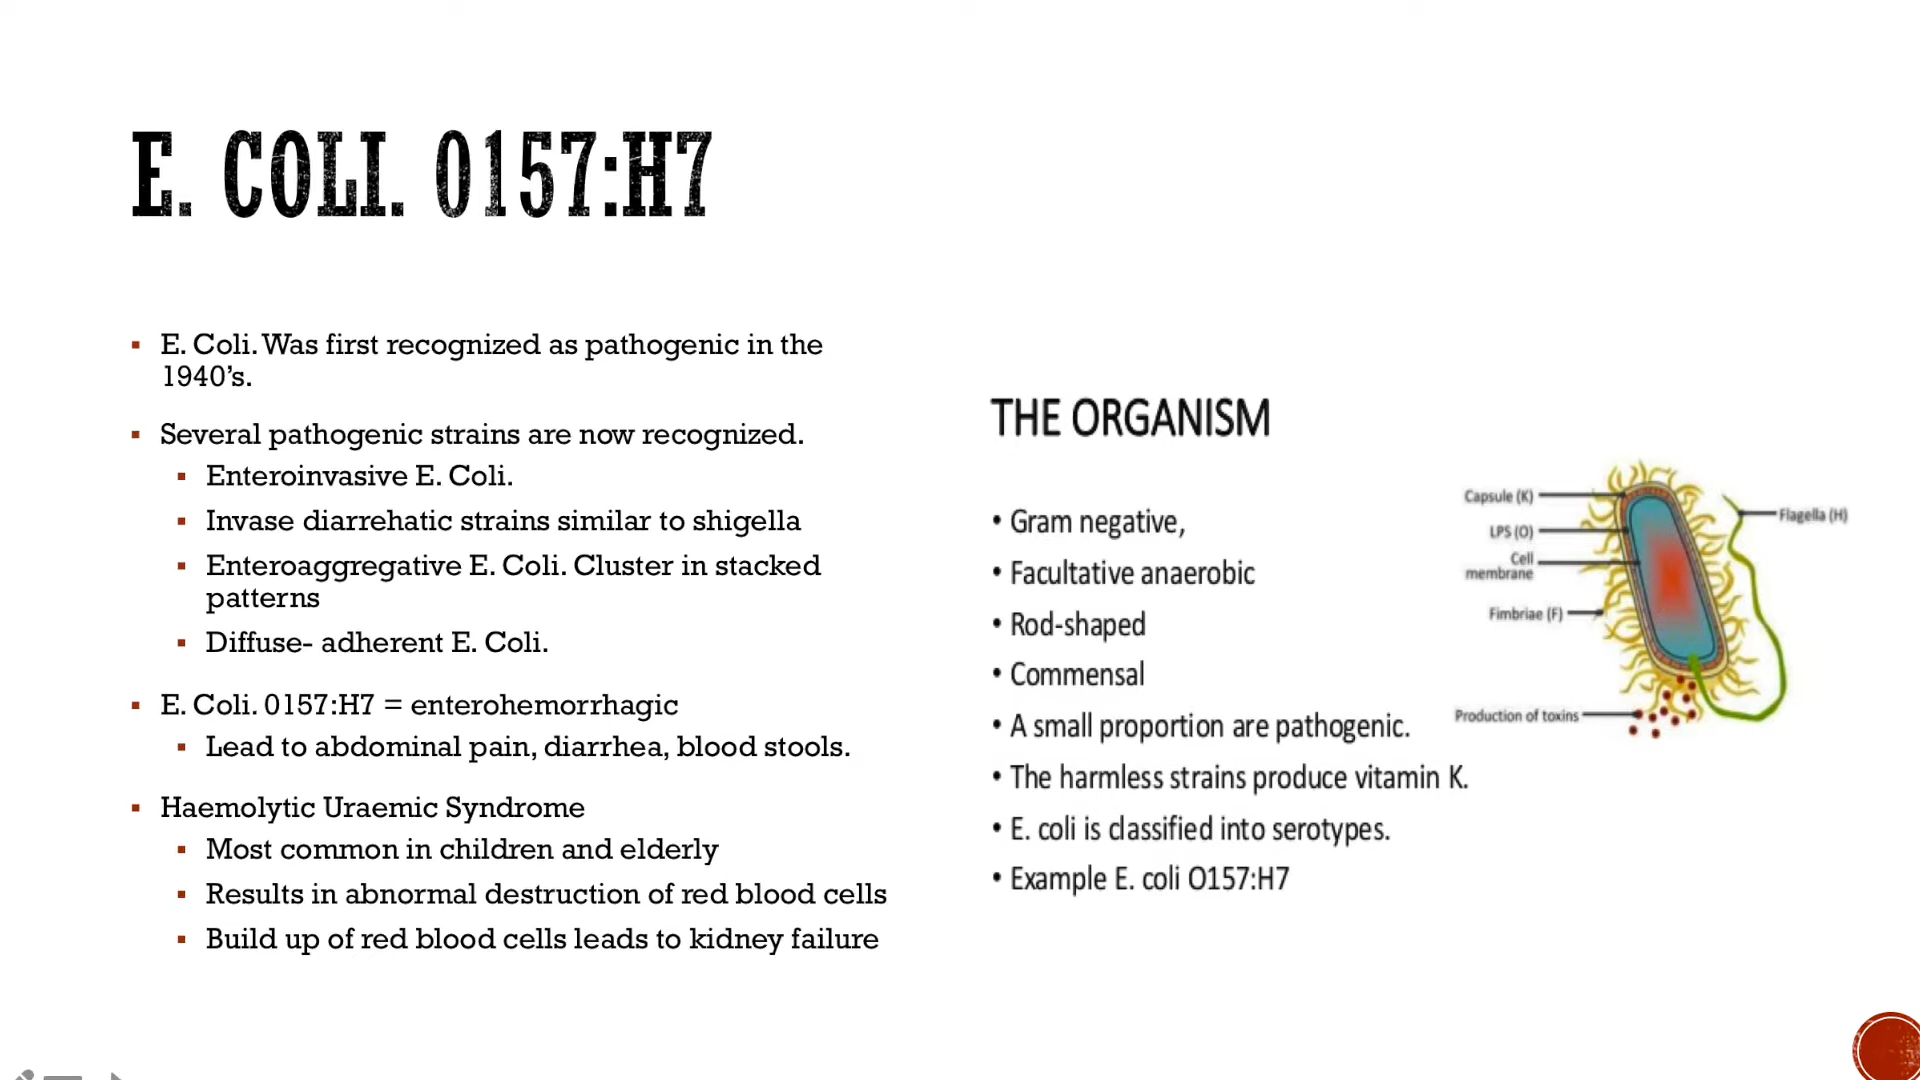 E. COLI. 0157:H7
▪ E. Coli. Was first recognized as pathogenic in the
1940’s.
▪ Several pathogenic strains are now recognized.
▪ Enteroinvasive E. Coli.
▪ Invase diarrehatic strains similar to shigella
▪ Enteroaggregative E. Coli. Cluster in stacked
patterns
▪ Diffuse- adherent E. Coli.
▪ E. Coli. 0157:H7 = enterohemorrhagic
▪ Lead to abdominal pain, diarrhea, blood stools.
▪ Haemolytic Uraemic Syndrome
▪ Most common in children and elderly
▪ Results in abnormal destruction of red blood cells
▪ Build up of red blood cells leads to kidney failure
THE ORGANISM
• Gram negative,
• Facultative anaerobic
• Rod-shaped
• Commensal
• A small proportion are pathogenic.
• The harmless strains produce vitamin K.
• E. coli is classified into serotypes.
• Example E. coli O157:H7
Capsule (K)
LPS (O)
Cell
membrane
Fimbriae (F)
Production of toxins
Flagella (H)